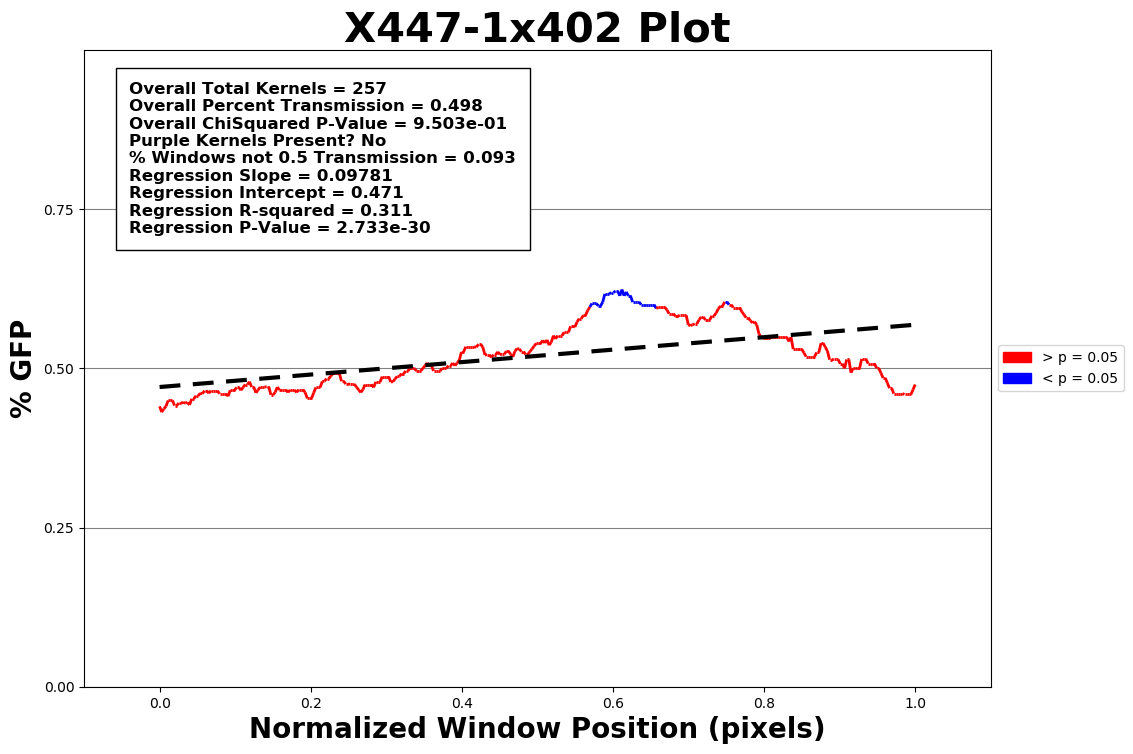 X447-1x402 Plot
Overall Total Kernels = 257
Overall Percent Transmission = 0.498
Overall ChiSquared P-Value = 9.503e-01
Purple Kernels Present? No
% Windows not 0.5 Transmission = 0.093
Regression Slope = 0.09781
Regression Intercept = 0.471
Regression R-squared = 0.311
Regression P-Value = 2.733e-30
% GFP
0.75
0.50
0.25
0.00
0.0 0.2 0.4 0.6 0.8 1.0
Normalized Window Position (pixels)
> p = 0.05
< p = 0.05